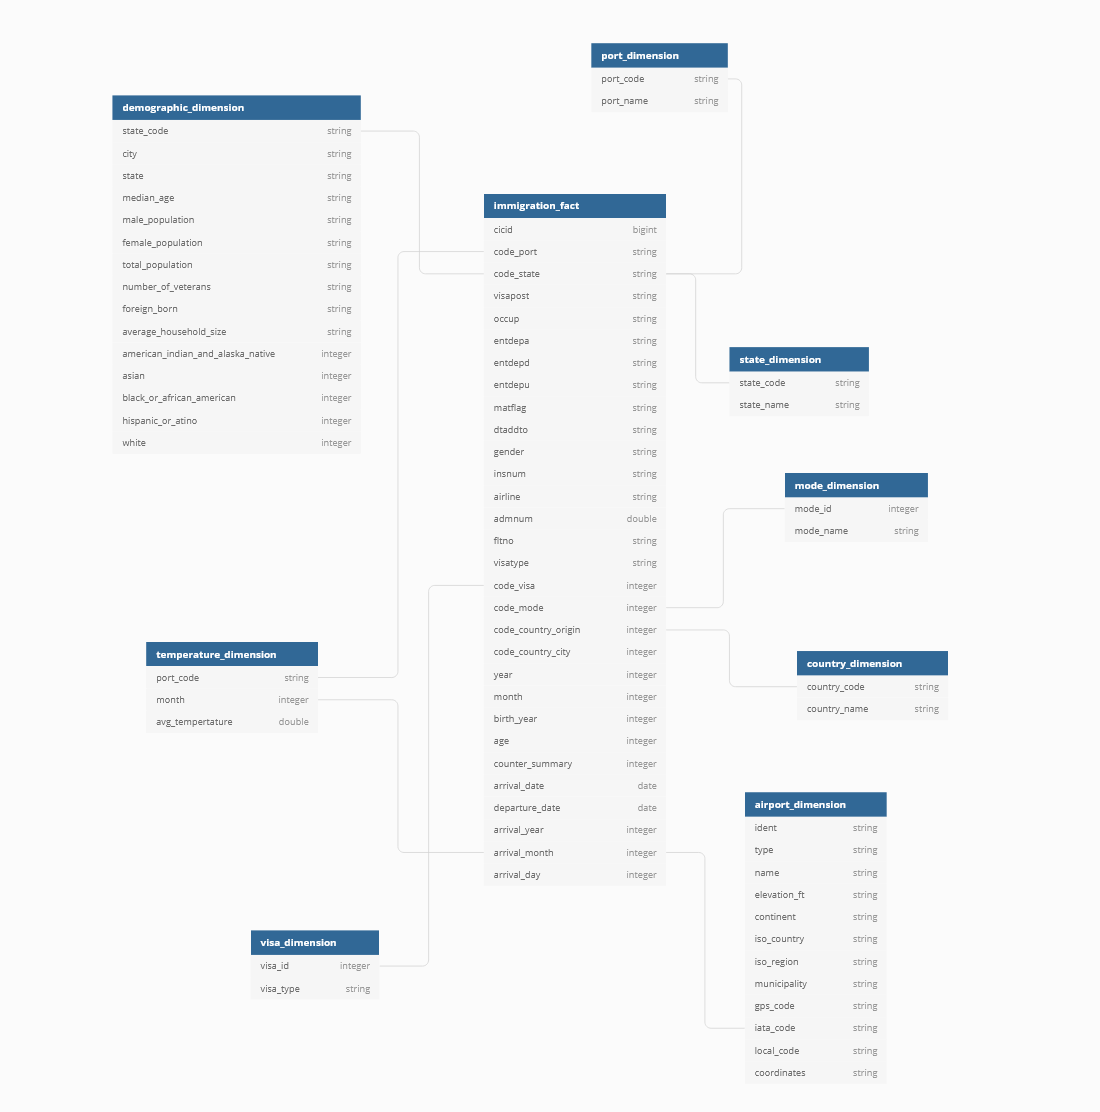 port_dimension
port_code string
port_name string
demographic_dimension
state_code string
city string
state string
median_age string
male_population string
female_population string
total_population string
number_of_veterans string
foreign_born string
average_household_size string
american_indian_and_alaska_native integer
asian integer
black_or_african_american integer
hispanic_or_atino integer
white integer
immigration_fact
cicid bigint
code_port string
code_state string
visapost string
occup string
entdepa string
entdepd string
entdepu string
matflag string
dtaddto string
gender string
insnum string
airline string
admnum double
fltno string
visatype string
code_visa integer
code_mode integer
code_country_origin integer
code_country_city integer
year integer
month integer
birth_year integer
age integer
counter_summary integer
arrival_date date
departure_date date
arrival_year integer
arrival_month integer
arrival_day integer
state_dimension
state_code string
state_name string
mode_dimension
mode_id integer
mode_name string
temperature_dimension
port_code string
month integer
avg_tempertature double
country_dimension
country_code string
country_name string
airport_dimension
ident string
type string
name string
elevation_ft string
continent string
iso_country string
iso_region string
municipality string
gps_code string
iata_code string
local_code string
coordinates string
visa_dimension
visa_id integer
visa_type string